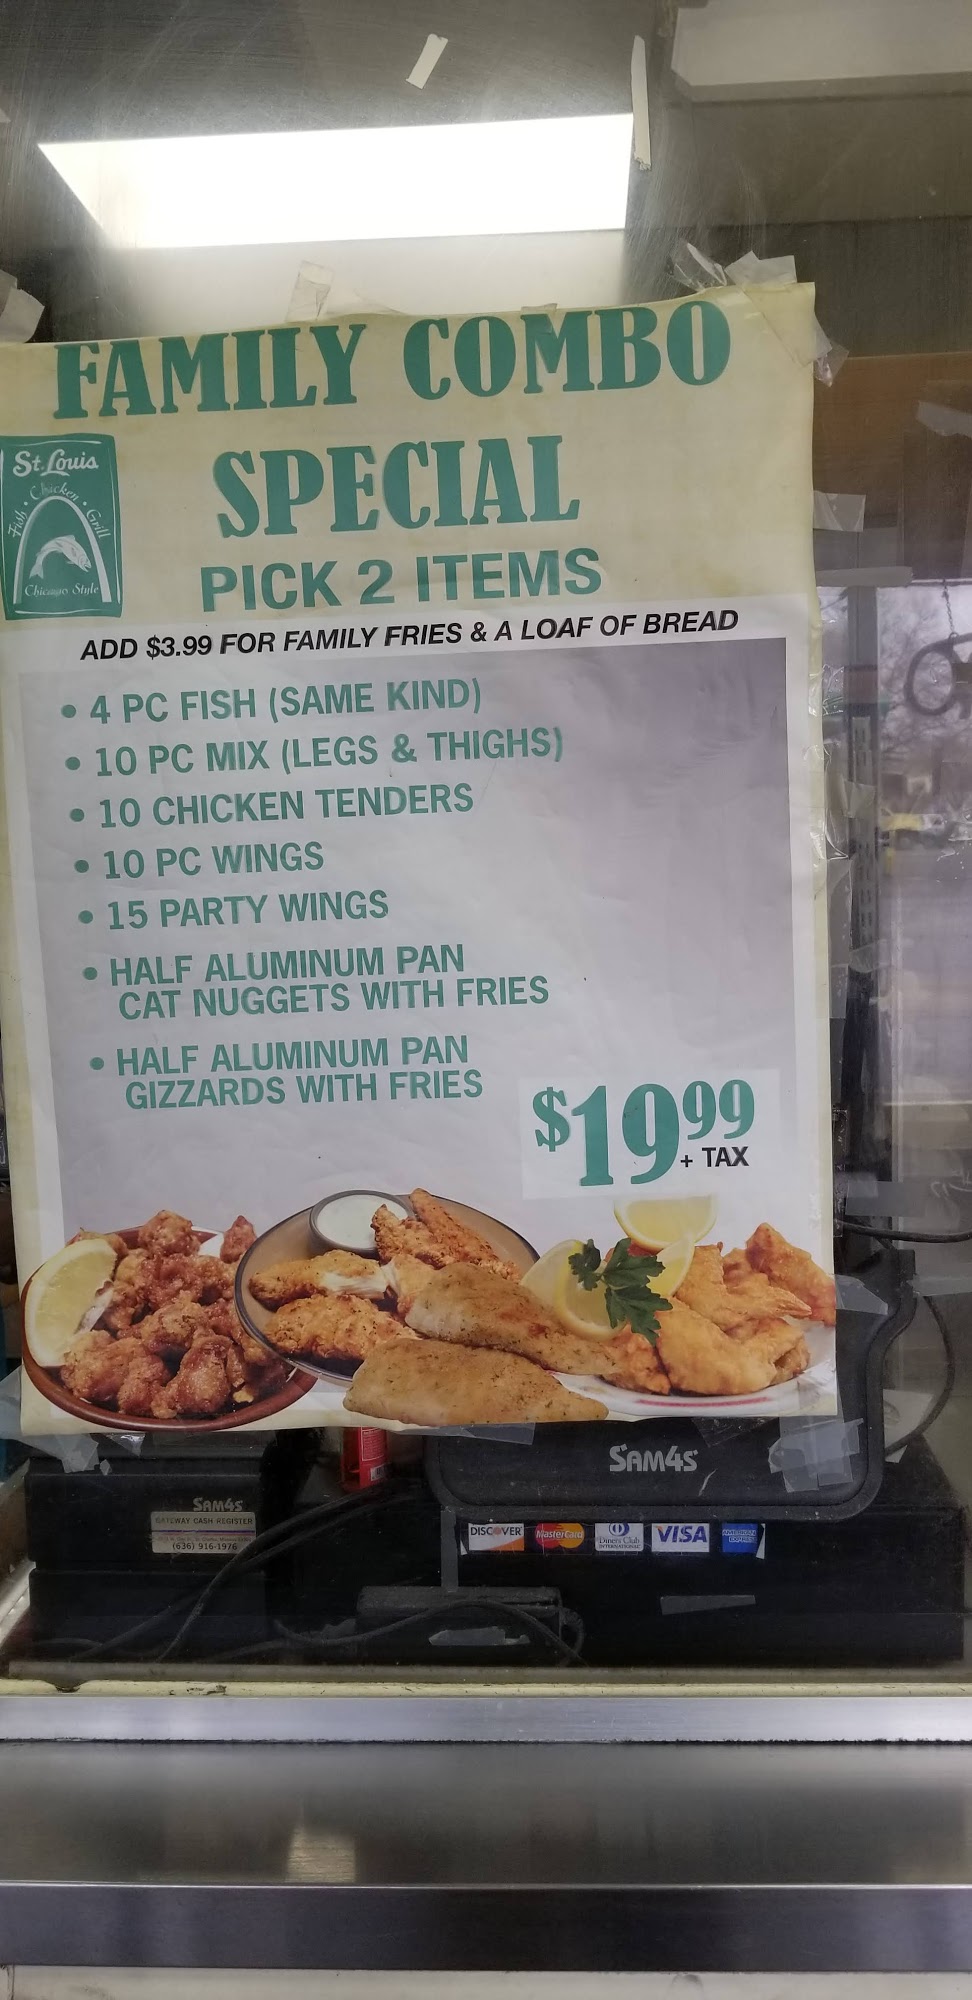 FAMILY COMBO
SPECIAL
PICK 2 ITEMS
St. Louis
Fish · Chicken · Grill
Chicago Style
ADD $3.99 FOR FAMILY FRIES & A LOAF OF BREAD
• 4 PC FISH (SAME KIND)
• 10 PC MIX (LEGS & THIGHS)
• 10 CHICKEN TENDERS
• 10 PC WINGS
• 15 PARTY WINGS
• HALF ALUMINUM PAN
CAT NUGGETS WITH FRIES
• HALF ALUMINUM PAN
GIZZARDS WITH FRIES
$19 99
+ TAX
SAM4S
SAM4S
GATEWAY CASH REGISTER
(636) 916-1976
DISCOVER
MasterCard
Diners Club
INTERNATIONAL
VISA
AMERICAN
EXPRESS